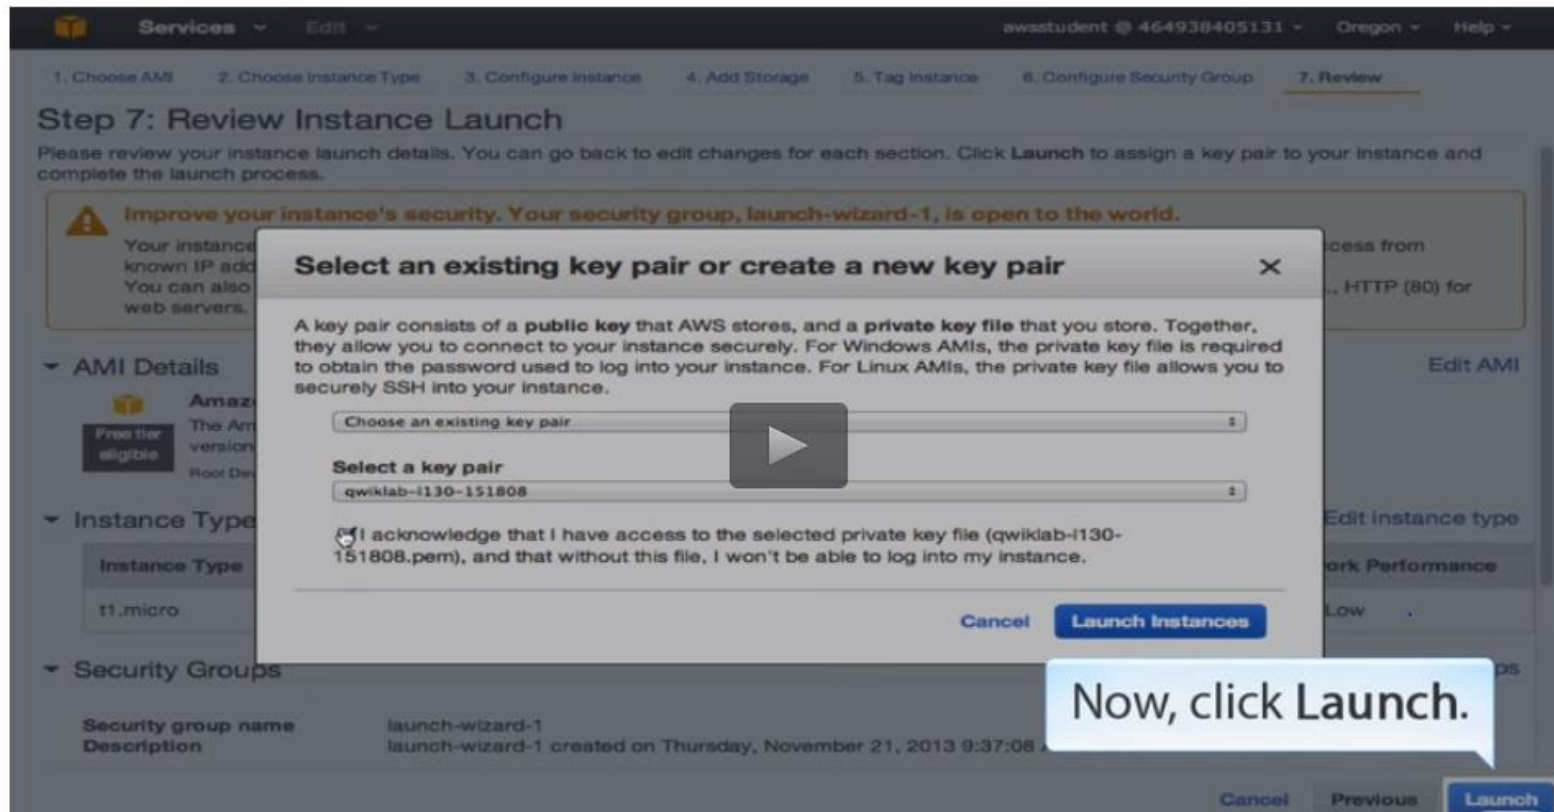 Services Edit awsstudent @ 464938405131 Oregon Help
1. Choose AMI 2. Choose Instance Type 3. Configure Instance 4. Add Storage 5. Tag Instance 6. Configure Security Group 7. Review
Step 7: Review Instance Launch
Please review your instance launch details. You can go back to edit changes for each section. Click Launch to assign a key pair to your instance and
complete the launch process.
Improve your instance's security. Your security group, launch-wizard-1, is open to the world.
Your instance cess from
known IP add
You can also ., HTTP (80) for
web servers.
Select an existing key pair or create a new key pair
A key pair consists of a public key that AWS stores, and a private key file that you store. Together,
they allow you to connect to your instance securely. For Windows AMIs, the private key file is required
to obtain the password used to log into your instance. For Linux AMIs, the private key file allows you to
securely SSH into your instance.
Choose an existing key pair
Select a key pair
qwiklab-l130-151808
I acknowledge that I have access to the selected private key file (qwiklab-l130-
151808.pem), and that without this file, I won't be able to log into my instance.
Cancel Launch Instances
AMI Details Edit AMI
Amaz
Free tier
eligible
The Am
version
Root Dev
Instance Type Edit instance type
Instance Type ork Performance
t1.micro Low
Security Groups ps
Security group name launch-wizard-1
Description launch-wizard-1 created on Thursday, November 21, 2013 9:37:08
Now, click Launch.
Cancel Previous Launch